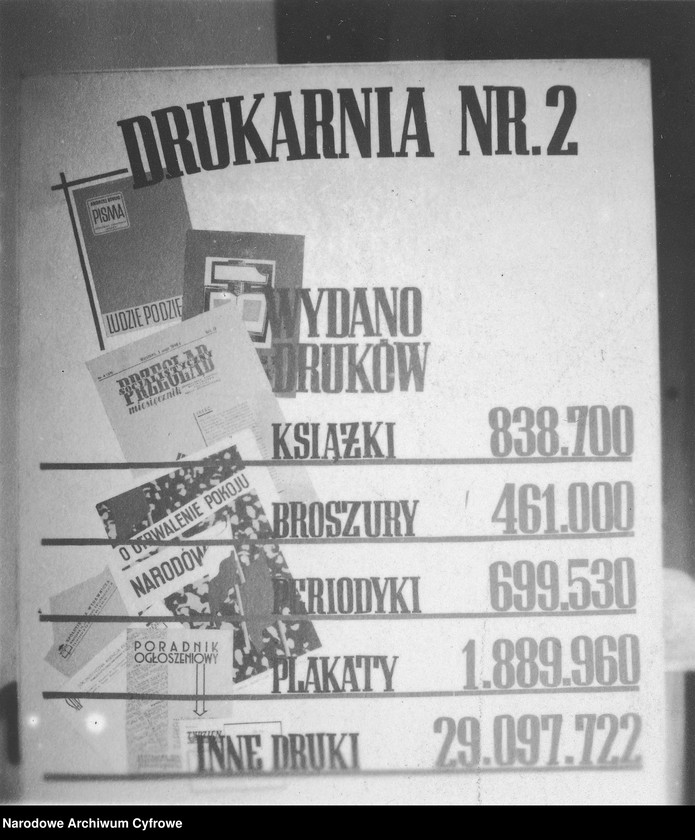 DRUKARNIA NR.2
PISMA
LUDZIE PODZIE
WYDANO
DRUKÓW
PRZEGLĄD
miesięcznik
KSIĄŻKI 838.700
O UTRWALENIE POKOJU
NARODÓW
BROSZURY 461.000
PERIODYKI 699.530
PORADNIK
OGŁOSZENIOWY
PLAKATY 1.889.960
INNE DRUKI 29.097.722
Narodowe Archiwum Cyfrowe